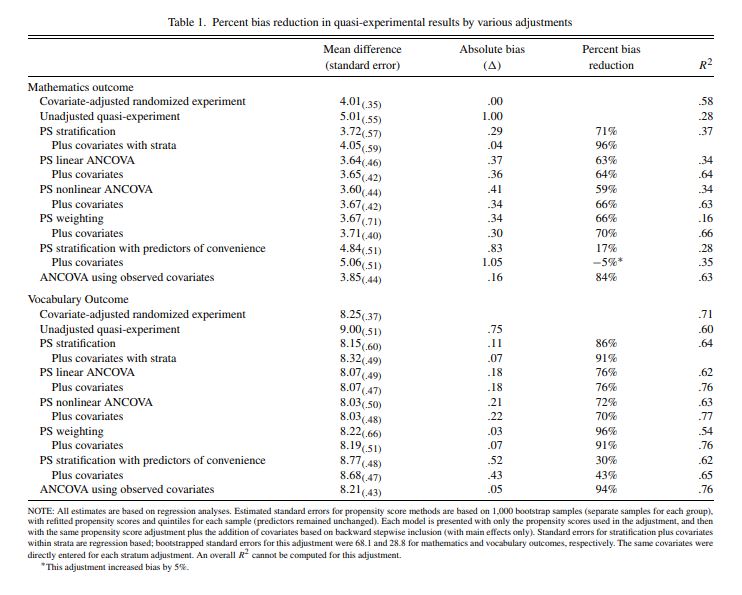 Table 1. Percent bias reduction in quasi-experimental results by various adjustments
Mean difference Absolute bias Percent bias
(standard error) (Δ) reduction R²
Mathematics outcome
Covariate-adjusted randomized experiment 4.01(.35) .00 .58
Unadjusted quasi-experiment 5.01(.55) 1.00 .28
PS stratification 3.72(.57) .29 71% .37
Plus covariates with strata 4.05(.59) .04 96%
PS linear ANCOVA 3.64(.46) .37 63% .34
Plus covariates 3.65(.42) .36 64% .64
PS nonlinear ANCOVA 3.60(.44) .41 59% .34
Plus covariates 3.67(.42) .34 66% .63
PS weighting 3.67(.71) .34 66% .16
Plus covariates 3.71(.40) .30 70% .66
PS stratification with predictors of convenience 4.84(.51) .83 17% .28
Plus covariates 5.06(.51) 1.05 −5%* .35
ANCOVA using observed covariates 3.85(.44) .16 84% .63
Vocabulary Outcome
Covariate-adjusted randomized experiment 8.25(.37) .71
Unadjusted quasi-experiment 9.00(.51) .75 .60
PS stratification 8.15(.60) .11 86% .64
Plus covariates with strata 8.32(.49) .07 91%
PS linear ANCOVA 8.07(.49) .18 76% .62
Plus covariates 8.07(.47) .18 76% .76
PS nonlinear ANCOVA 8.03(.50) .21 72% .63
Plus covariates 8.03(.48) .22 70% .77
PS weighting 8.22(.66) .03 96% .54
Plus covariates 8.19(.51) .07 91% .76
PS stratification with predictors of convenience 8.77(.48) .52 30% .62
Plus covariates 8.68(.47) .43 43% .65
ANCOVA using observed covariates 8.21(.43) .05 94% .76
NOTE: All estimates are based on regression analyses. Estimated standard errors for propensity score methods are based on 1,000 bootstrap samples (separate samples for each group),
with refitted propensity scores and quintiles for each sample (predictors remained unchanged). Each model is presented with only the propensity scores used in the adjustment, and then
with the same propensity score adjustment plus the addition of covariates based on backward stepwise inclusion (with main effects only). Standard errors for stratification plus covariates
within strata are regression based; bootstrapped standard errors for this adjustment were 68.1 and 28.8 for mathematics and vocabulary outcomes, respectively. The same covariates were
directly entered for each stratum adjustment. An overall R² cannot be computed for this adjustment.
*This adjustment increased bias by 5%.